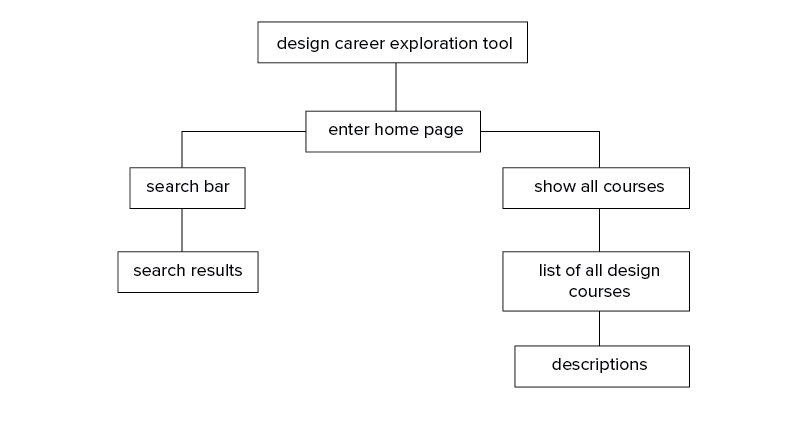 design career exploration tool
enter home page
search bar
show all courses
search results
list of all design
courses
descriptions